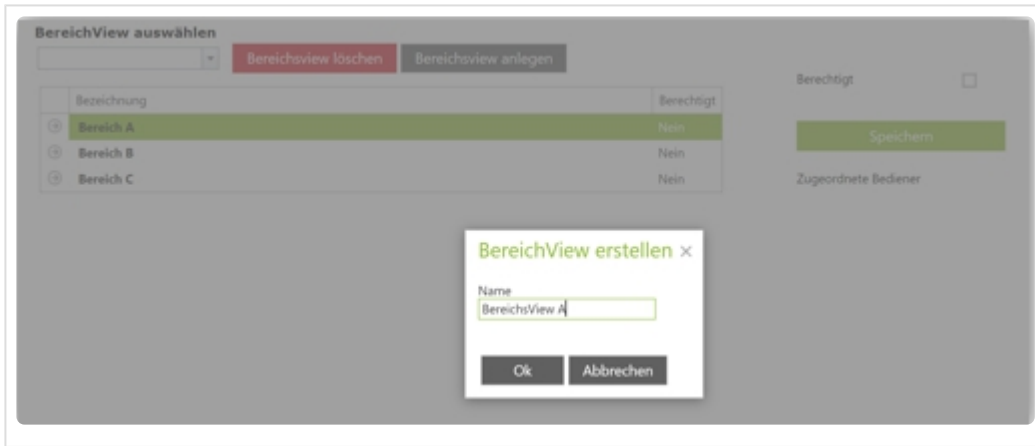 BereichView auswählen
Bereichsview löschen Bereichsview anlegen
Berechtigt
Bezeichnung Berechtigt
Bereich A Nein
Speichern
Bereich B Nein
Bereich C Nein
Zugeordnete Bediener
BereichView erstellen ×
Name
BereichsView A
Ok Abbrechen